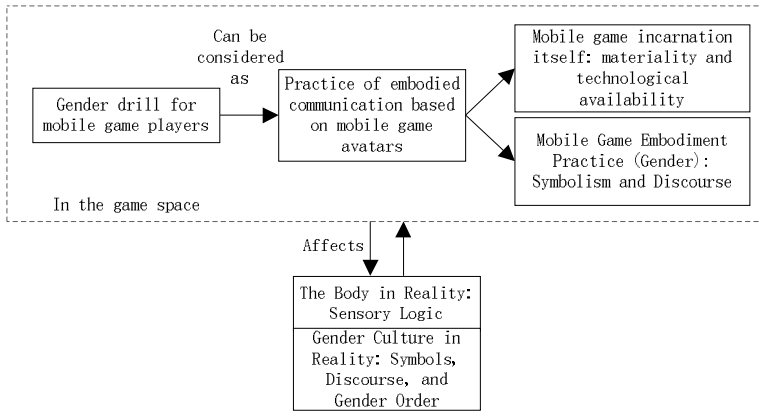 Can be
considered
as
Gender drill for
mobile game players
Practice of embodied
communication based
on mobile game
avatars
Mobile game incarnation
itself: materiality and
technological
availability
Mobile Game Embodiment
Practice (Gender):
Symbolism and Discourse
In the game space
Affects
The Body in Reality:
Sensory Logic
Gender Culture in
Reality: Symbols,
Discourse, and
Gender Order